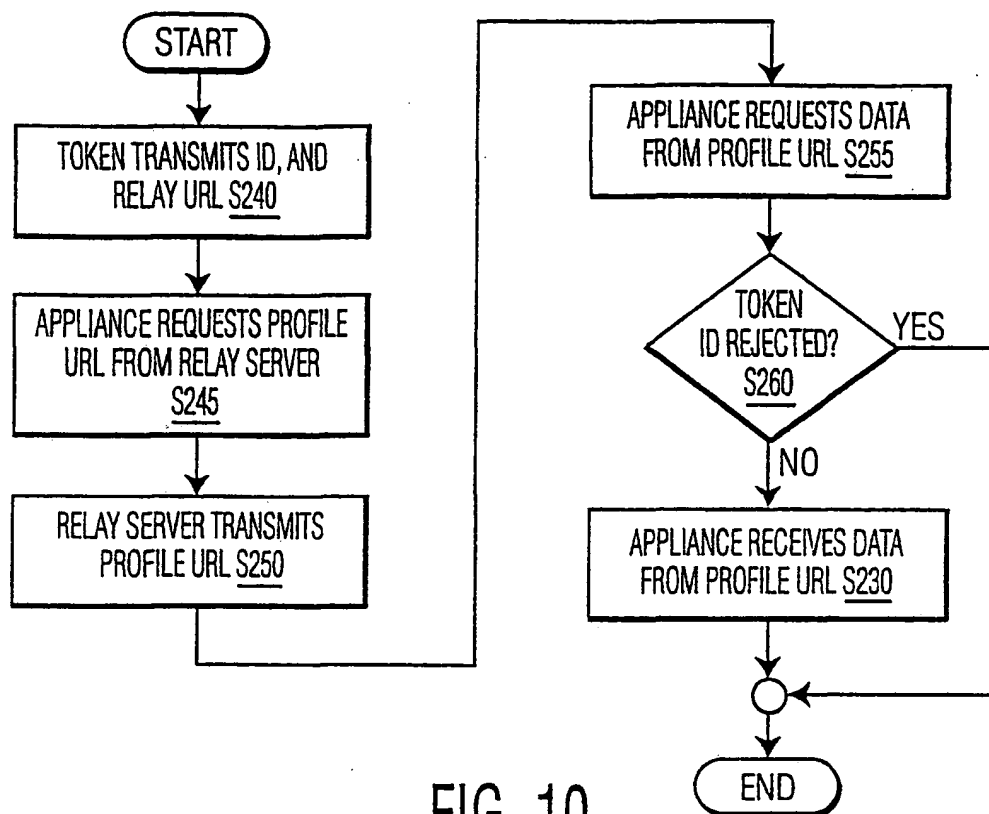 START
TOKEN TRANSMITS ID, AND
RELAY URL S240
APPLIANCE REQUESTS PROFILE
URL FROM RELAY SERVER
S245
RELAY SERVER TRANSMITS
PROFILE URL S250
APPLIANCE REQUESTS DATA
FROM PROFILE URL S255
TOKEN
ID REJECTED?
S260
YES
NO
APPLIANCE RECEIVES DATA
FROM PROFILE URL S230
END
FIG. 10